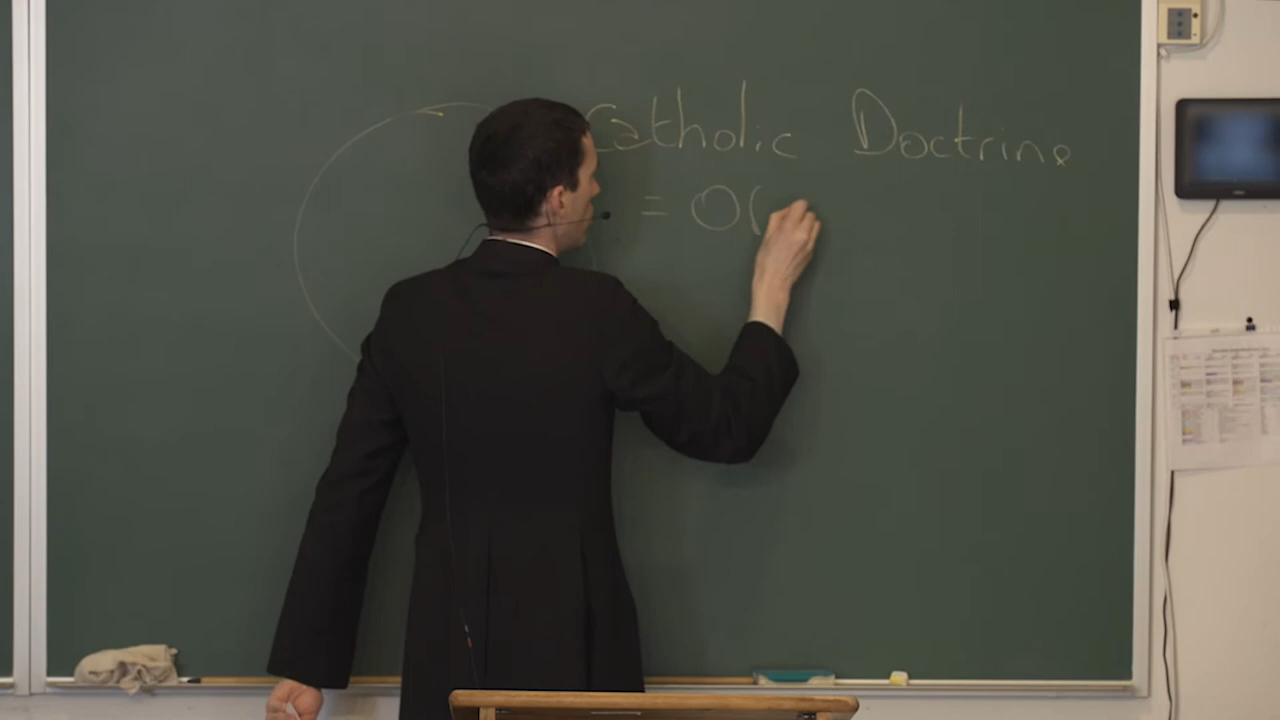 Catholic Doctrine
= O(